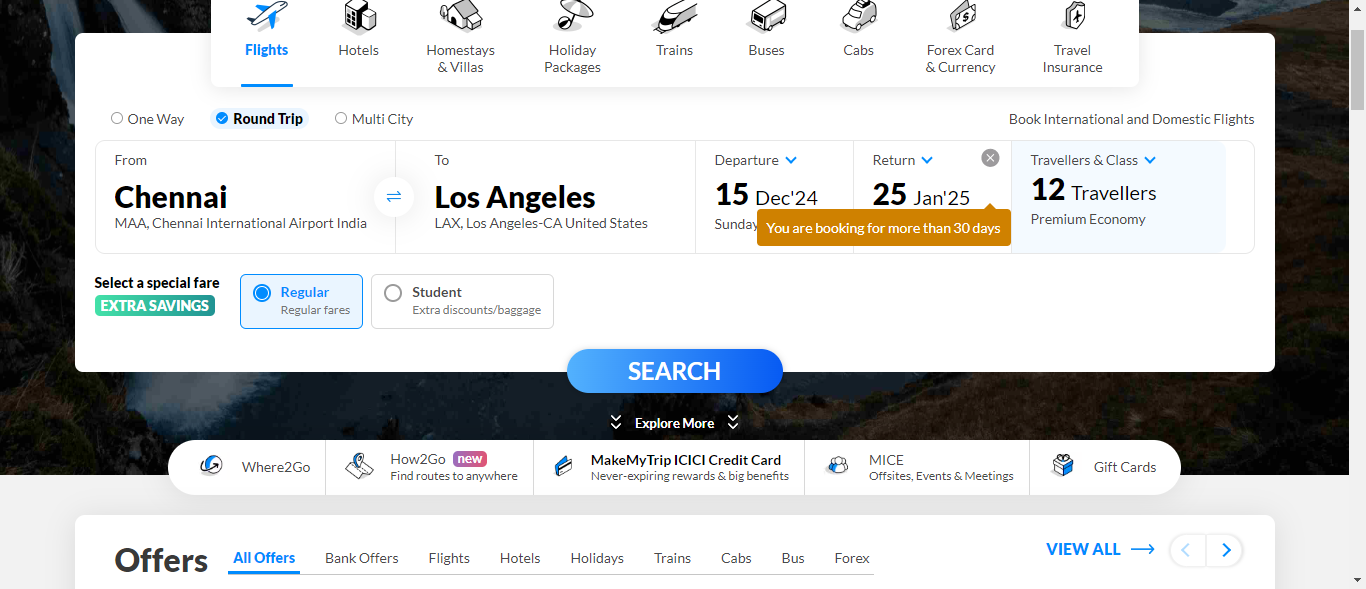 Flights
Hotels
Homestays
& Villas
Holiday
Packages
Trains
Buses
Cabs
Forex Card
& Currency
Travel
Insurance
One Way
Round Trip
Multi City
Book International and Domestic Flights
From
Chennai
MAA, Chennai International Airport India
To
Los Angeles
LAX, Los Angeles-CA United States
Departure
15 Dec'24
Sunday
Return
25 Jan'25
You are booking for more than 30 days
Travellers & Class
12 Travellers
Premium Economy
Select a special fare
EXTRA SAVINGS
Regular
Regular fares
Student
Extra discounts/baggage
SEARCH
Explore More
Where2Go
How2Go new
Find routes to anywhere
MakeMyTrip ICICI Credit Card
Never-expiring rewards & big benefits
MICE
Offsites, Events & Meetings
Gift Cards
Offers
All Offers
Bank Offers
Flights
Hotels
Holidays
Trains
Cabs
Bus
Forex
VIEW ALL